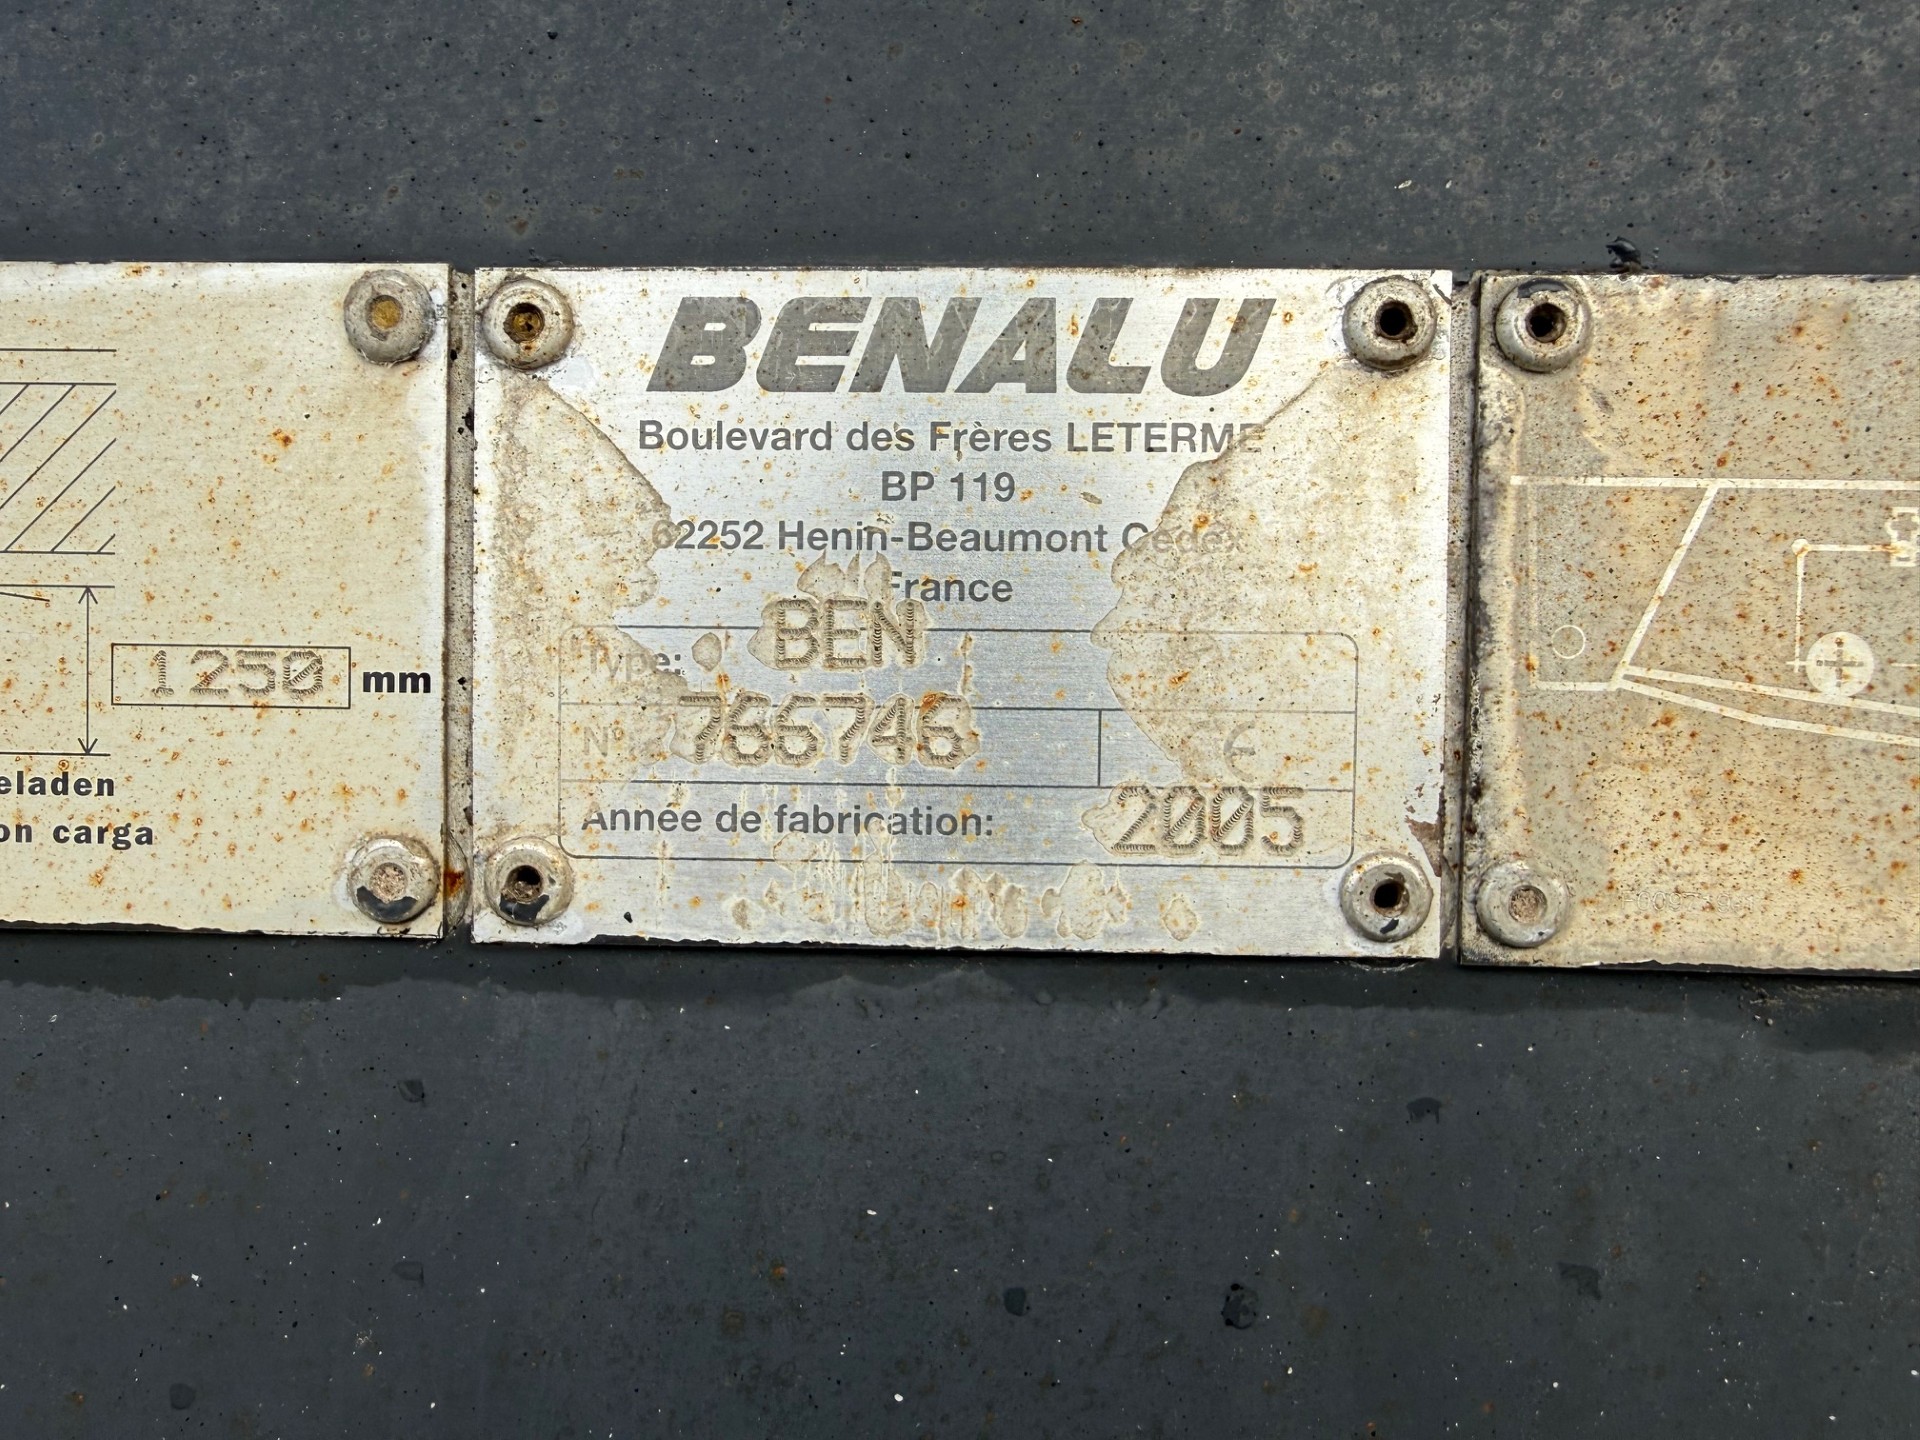 1250 mm
eladen
on carga
BENALU
Boulevard des Frères LETERME
BP 119
62252 Henin-Beaumont Cedex
France
Type: BEN
N° 766746 CE
Année de fabrication: 2005